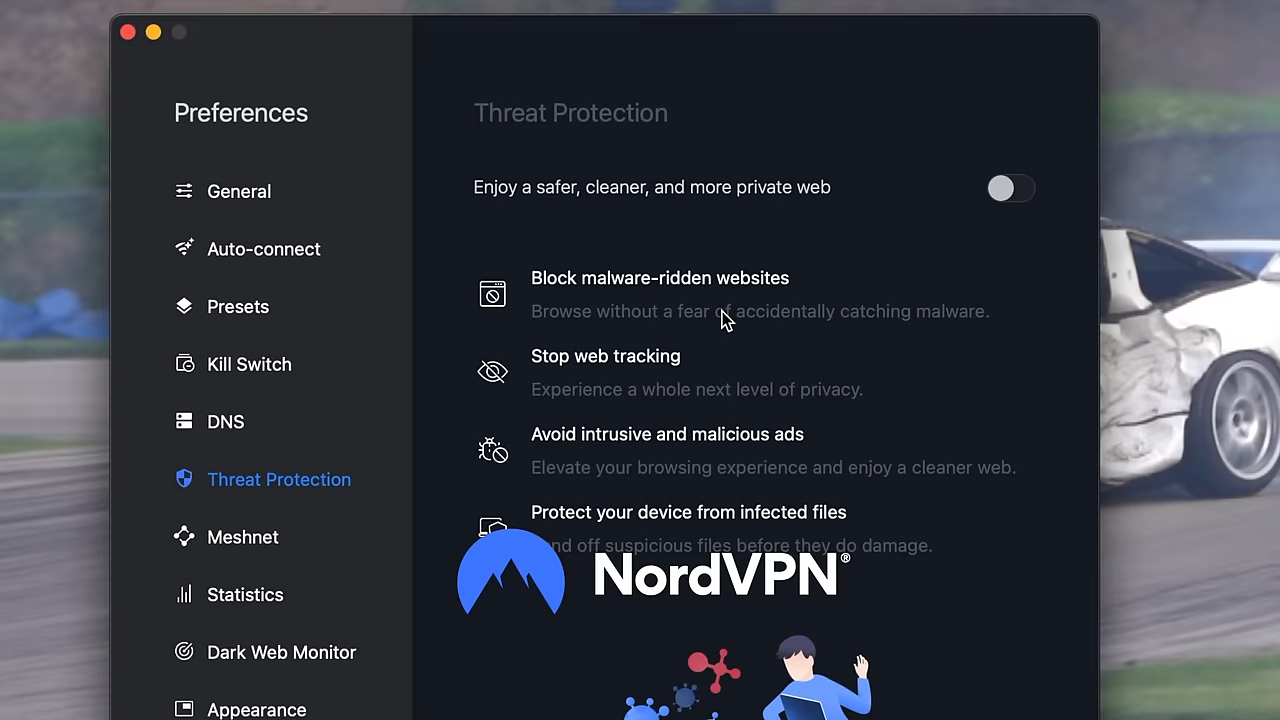 Preferences
General
Auto-connect
Presets
Kill Switch
DNS
Threat Protection
Meshnet
Statistics
Dark Web Monitor
Appearance
Threat Protection
Enjoy a safer, cleaner, and more private web
Block malware-ridden websites
Browse without a fear of accidentally catching malware.
Stop web tracking
Experience a whole next level of privacy.
Avoid intrusive and malicious ads
Elevate your browsing experience and enjoy a cleaner web.
Protect your device from infected files
off suspicious files before they do damage.
NordVPN®